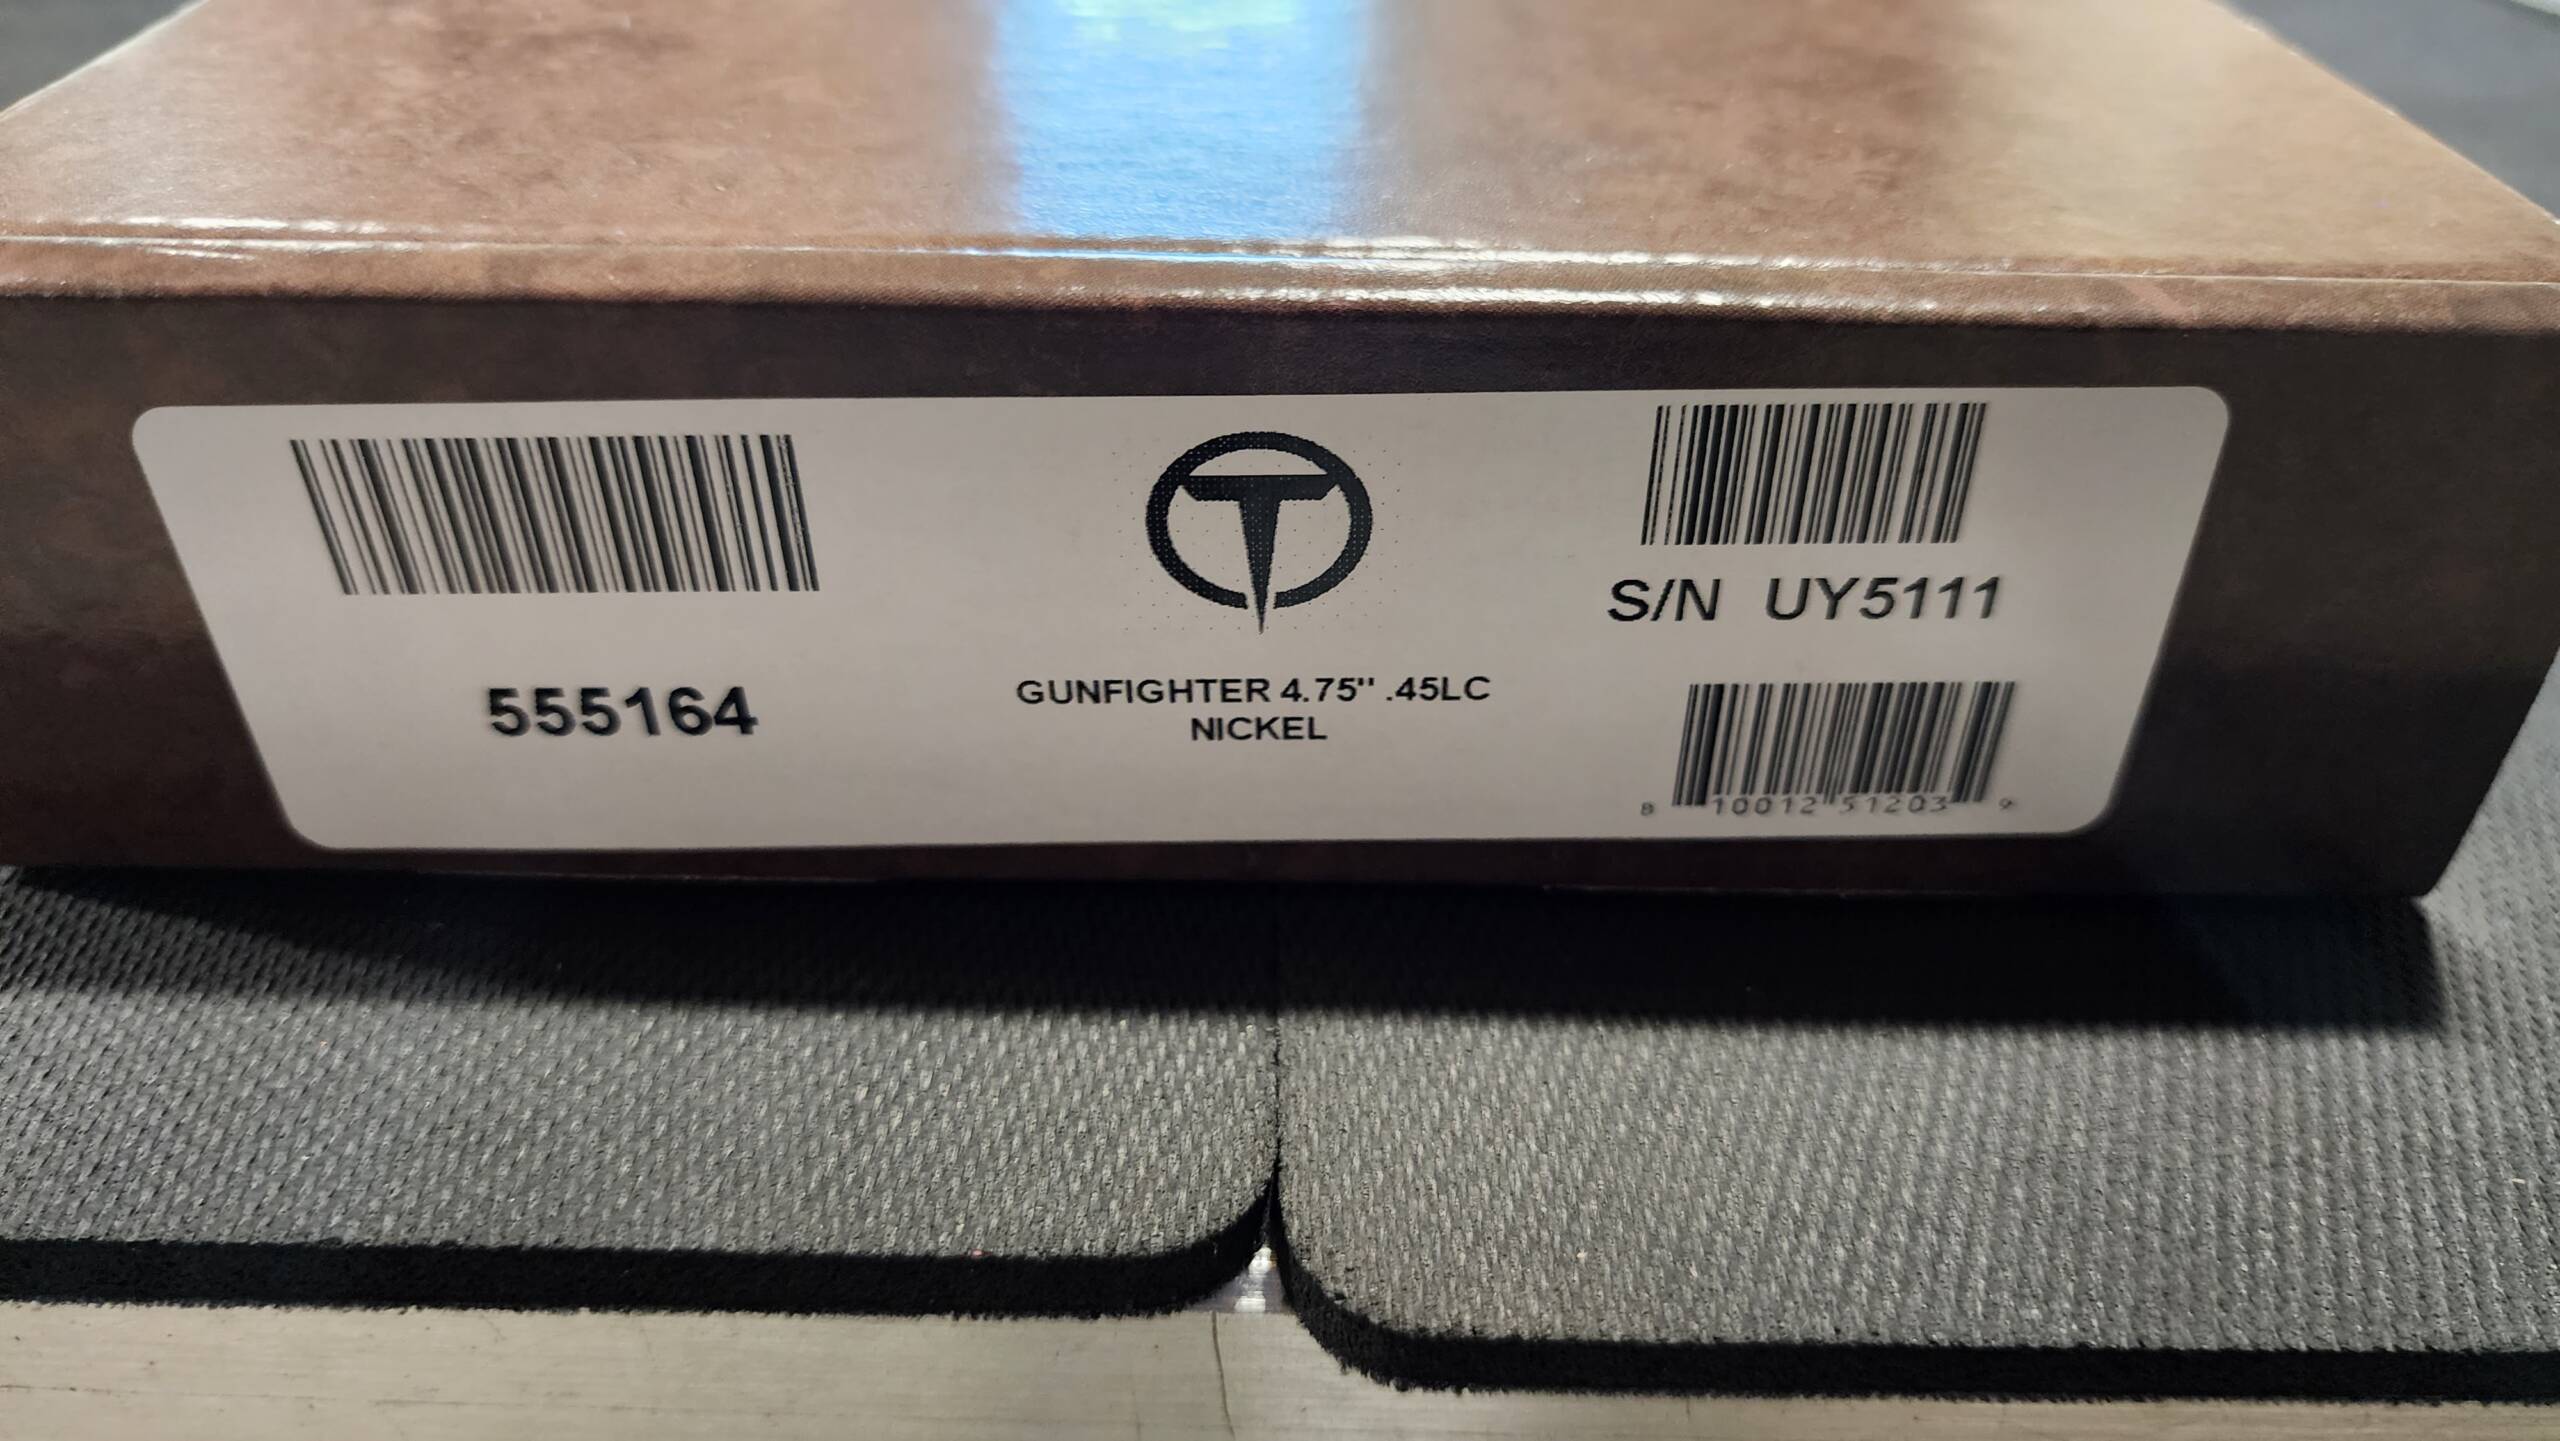 555164
T
GUNFIGHTER 4.75" .45LC
NICKEL
S/N UY5111
8 10012 51203 9